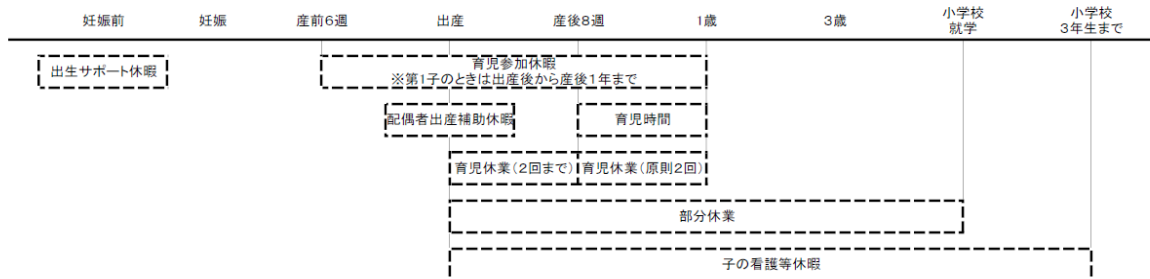 妊娠前 妊娠 産前6週 出産 産後8週 1歳 3歳 小学校就学 小学校3年生まで
出生サポート休暇
育児参加休暇
※第1子のときは出産後から産後1年まで
配偶者出産補助休暇
育児時間
育児休業(2回まで)
育児休業(原則2回)
部分休業
子の看護等休暇